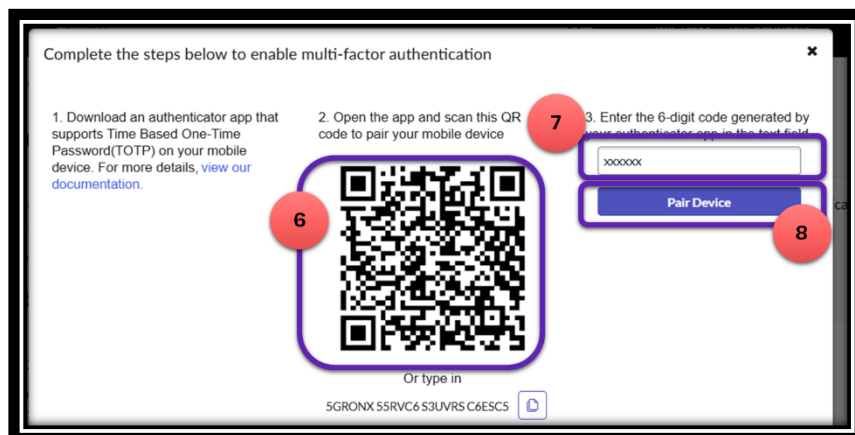 Complete the steps below to enable multi-factor authentication
×
1. Download an authenticator app that
supports Time Based One-Time
Password(TOTP) on your mobile
device. For more details, view our
documentation.
2. Open the app and scan this QR
code to pair your mobile device
6
7
3. Enter the 6-digit code generated by
your authenticator app in the text field
xxxxxx
Pair Device
8
ca
Or type in
5GRONX 55RVC6 S3UVRS C6ESC5